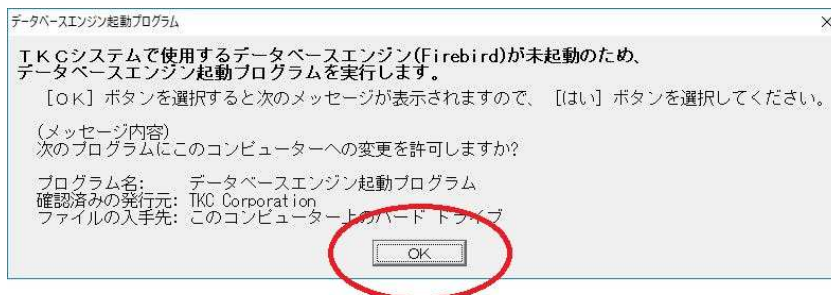 データベースエンジン起動プログラム
TKCシステムで使用するデータベースエンジン(Firebird)が未起動のため、
データベースエンジン起動プログラムを実行します。
[OK] ボタンを選択すると次のメッセージが表示されますので、 [はい] ボタンを選択してください。
(メッセージ内容)
次のプログラムにこのコンピューターへの変更を許可しますか?
プログラム名: データベースエンジン起動プログラム
確認済みの発行元: TKC Corporation
ファイルの入手先: このコンピューター上のハード ドライブ
OK